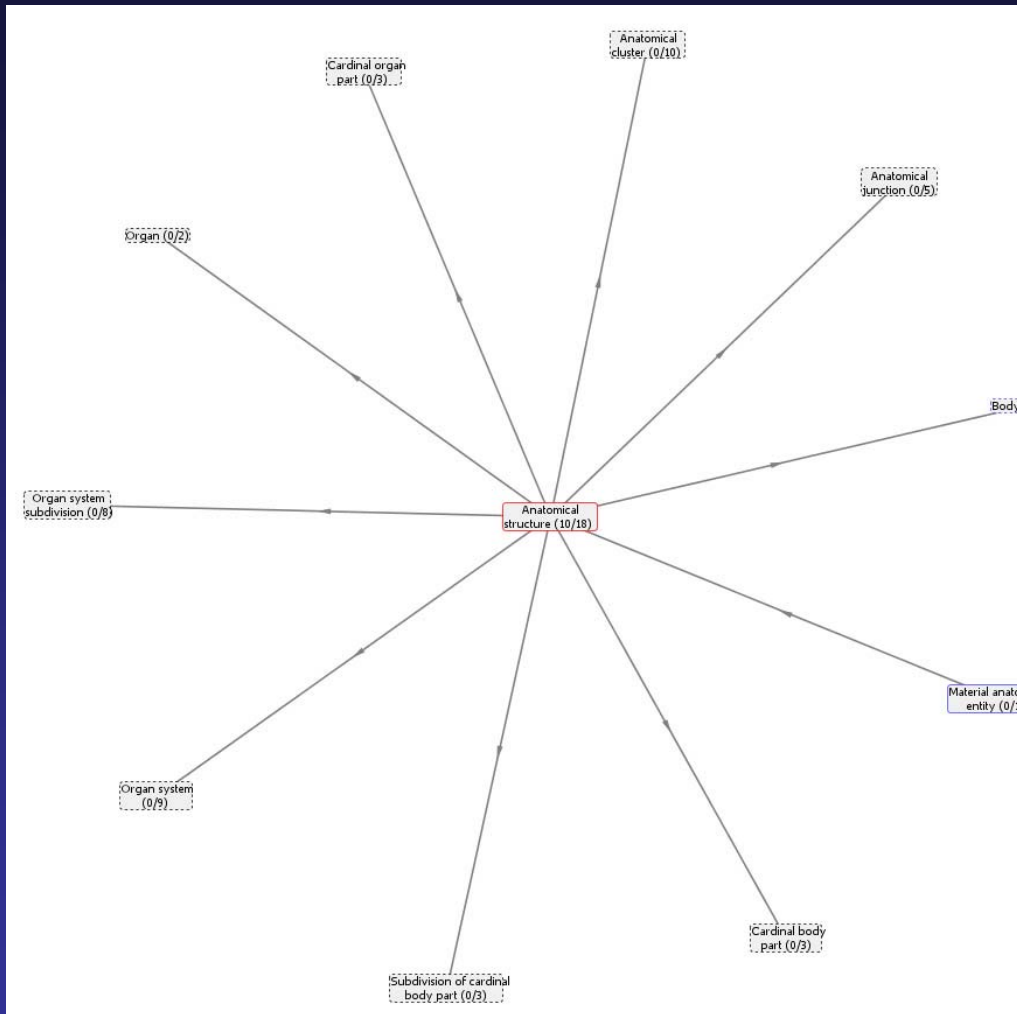 Anatomical
cluster (0/10)
Cardinal organ
part (0/3)
Anatomical
junction (0/5)
Organ (0/2)
Body
Organ system
subdivision (0/8)
Anatomical
structure (10/18)
Material
entity
Organ system
(0/9)
Cardinal body
part (0/3)
Subdivision of cardinal
body part (0/3)